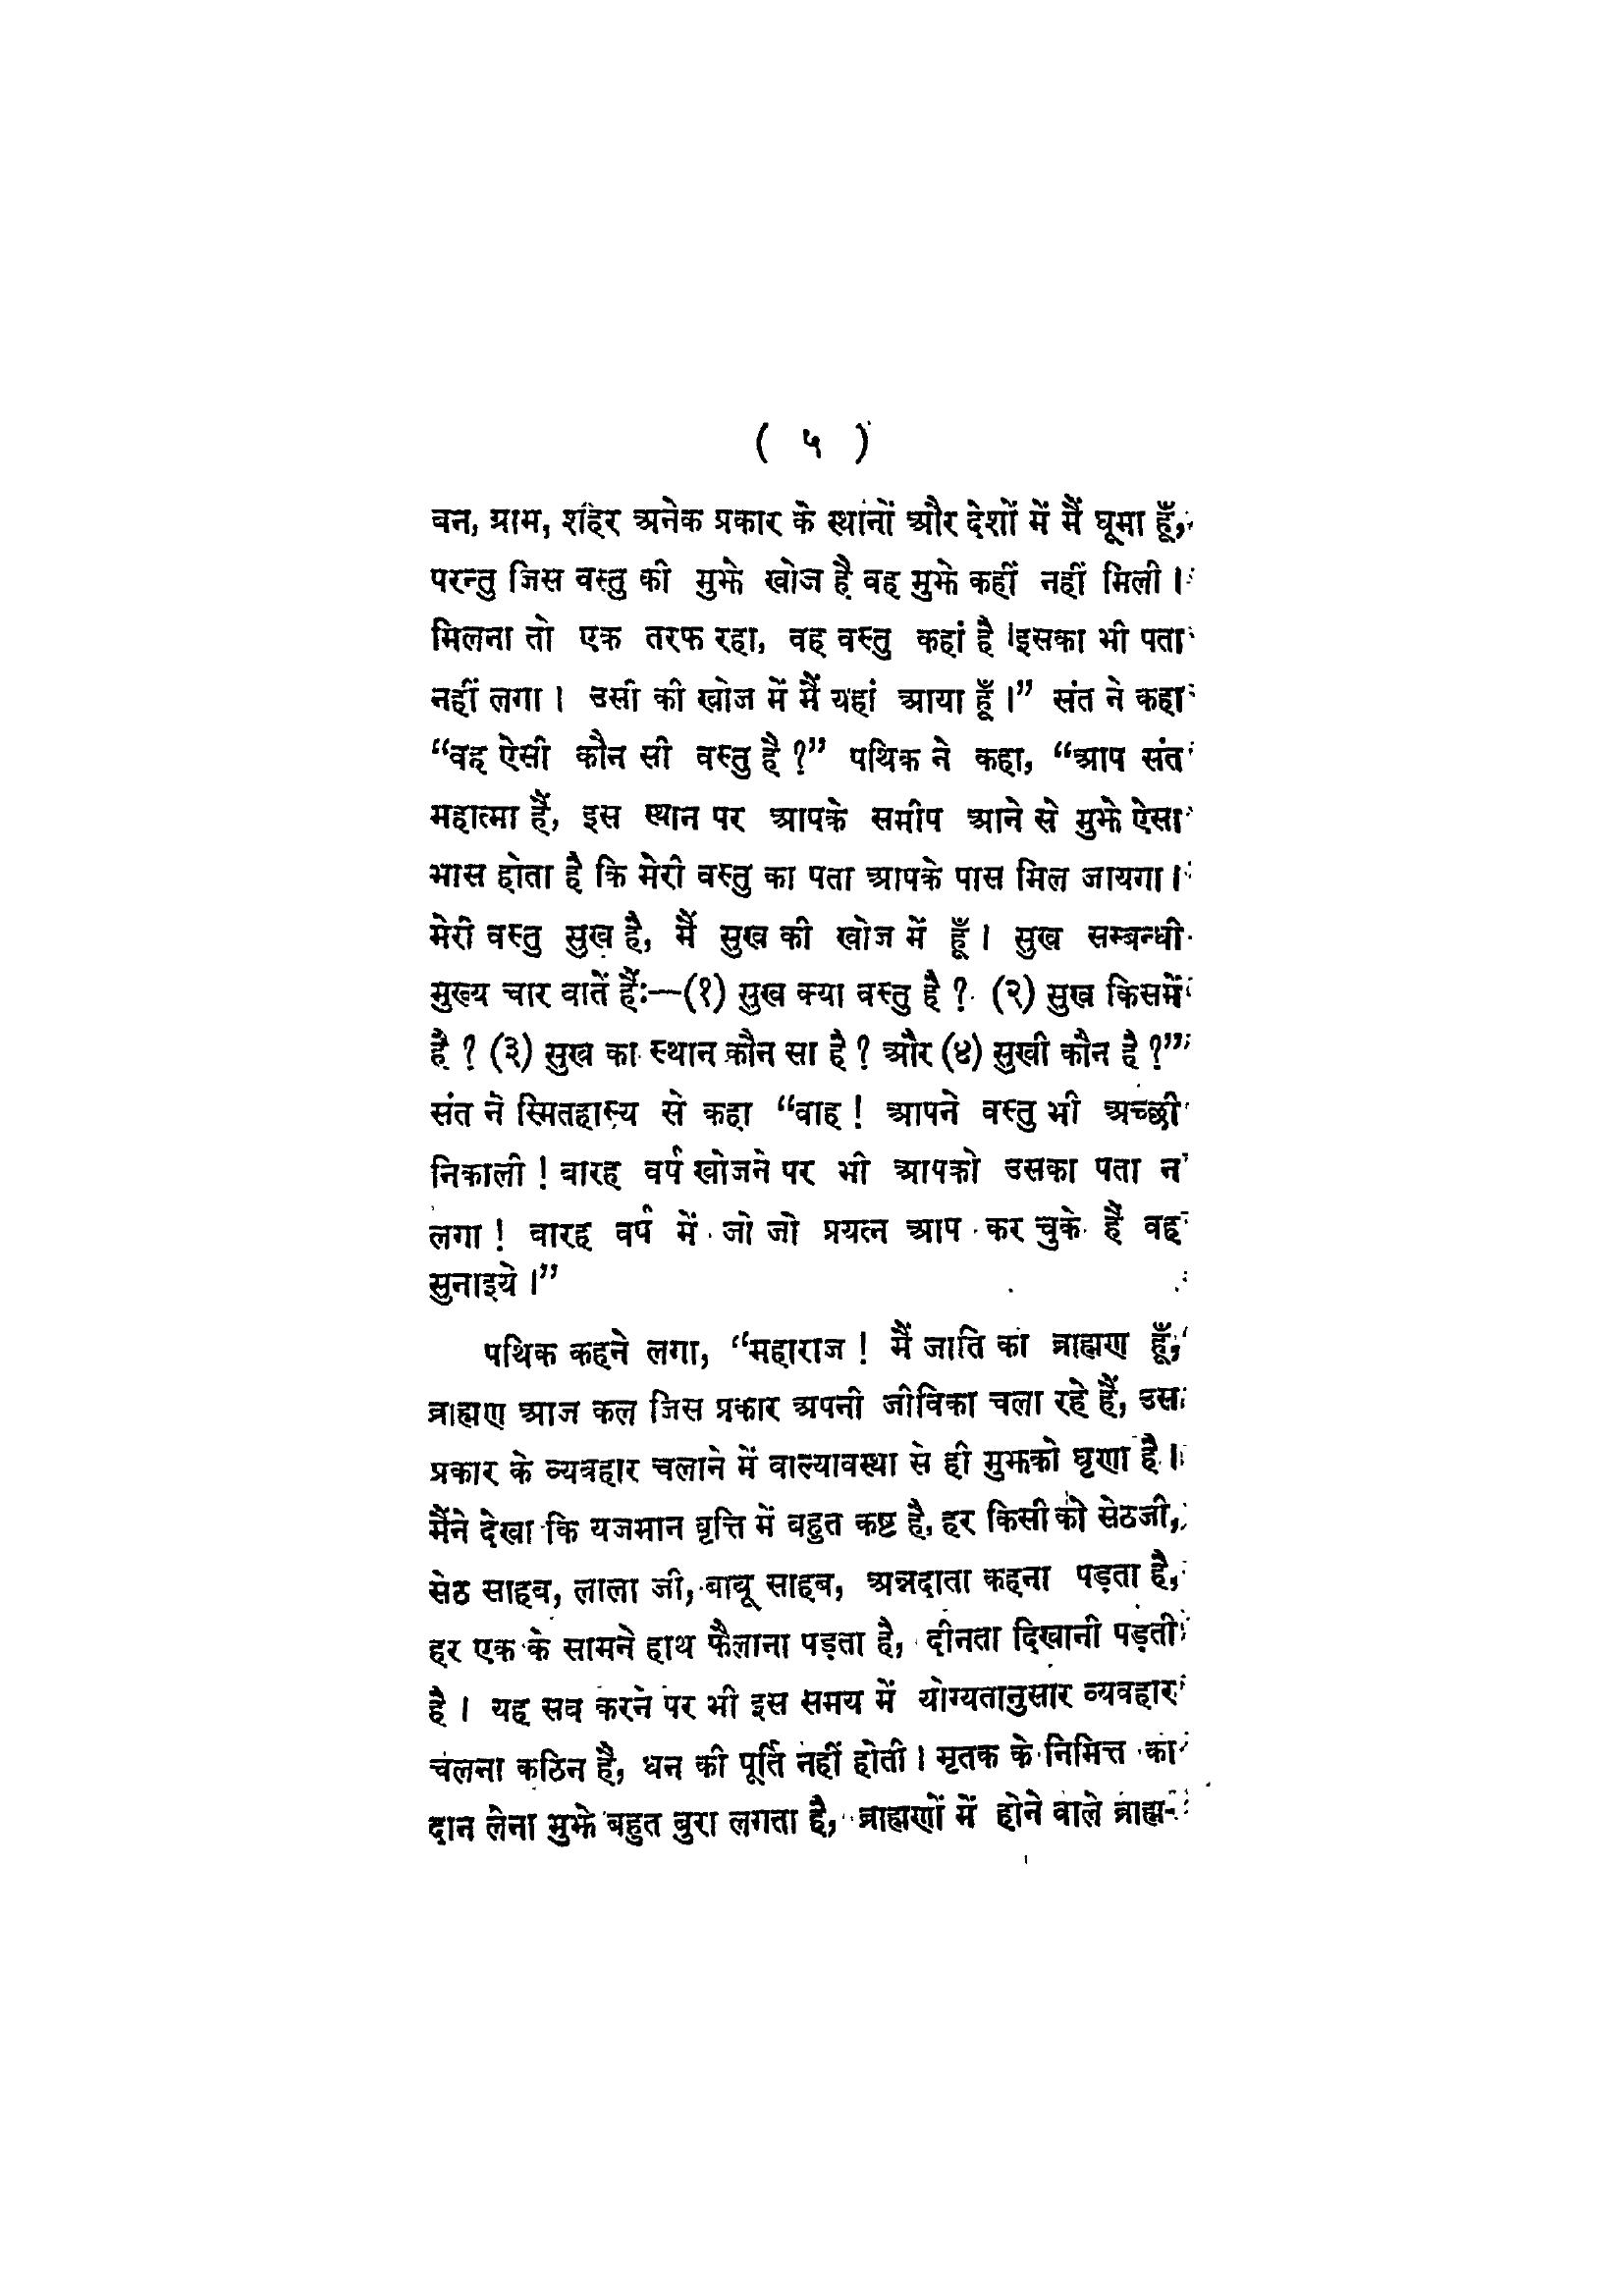 ( ५ )
वन, ग्राम, शहिर अनेक प्रकार के स्थानों और देशों में मैं घूमा हूँ,
परन्तु जिस वस्तु की मुझे खोज है वह मुझे कहीं नहीं मिली ।
मिलना तो एक तरफ रहा, वह वस्तु कहां है ।इसका भी पता
नहीं लगा । उसी की खोज में मैं यहां आया हूँ ।” संत ने कहा
“वह ऐसी कौन सी वस्तु है ?” पथिक ने कहा, “आप संत
महात्मा हैं, इस स्थान पर आपके समीप आने से मुझे ऐसा
भास होता है कि मेरी वस्तु का पता आपके पास मिल जायगा ।
मेरी वस्तु सुख है, मैं सुख की खोज में हूँ । सुख सम्बन्धी
मुख्य चार वातें हैं:—(१) सुख क्या वस्तु है ? (२) सुख किसमें
है ? (३) सुख का स्थान कौन सा है ? और (४) सुखी कौन है ?”
संत ने स्मितहास्य से कहा “वाह ! आपने वस्तु भी अच्छी
निकाली ! वारह वर्ष खोजने पर भी आपको उसका पता न
लगा ! वारह वर्ष में जो जो प्रयत्न आप कर चुके हैं वह
सुनाइये ।”
पथिक कहने लगा, “महाराज ! मैं जाति का ब्राह्मण हूँ,
ब्राह्मण आज कल जिस प्रकार अपनी जीविका चला रहे हैं, उस
प्रकार के व्यवहार चलाने में वाल्यावस्था से ही मुझको घृणा है ।
मैंने देखा कि यजमान वृत्ति में बहुत कष्ट है, हर किसी को सेठजी,
सेठ साहब, लाला जी, बाबू साहब, अन्नदाता कहना पड़ता है,
हर एक के सामने हाथ फैलाना पड़ता है, दीनता दिखानी पड़ती
है । यह सब करने पर भी इस समय में योग्यतानुसार व्यवहार
चलना कठिन है, धन की पूर्ति नहीं होती । मृतक के निमित्त का
दान लेना मुझे बहुत बुरा लगता है, ब्राह्मणों में होने वाले ब्राह्म-